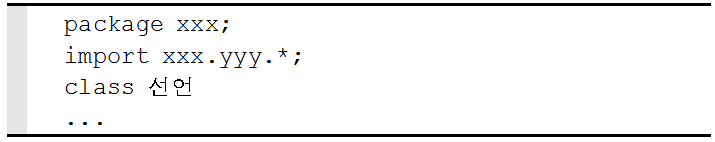 package xxx;
import xxx.yyy.*;
class 선언
...